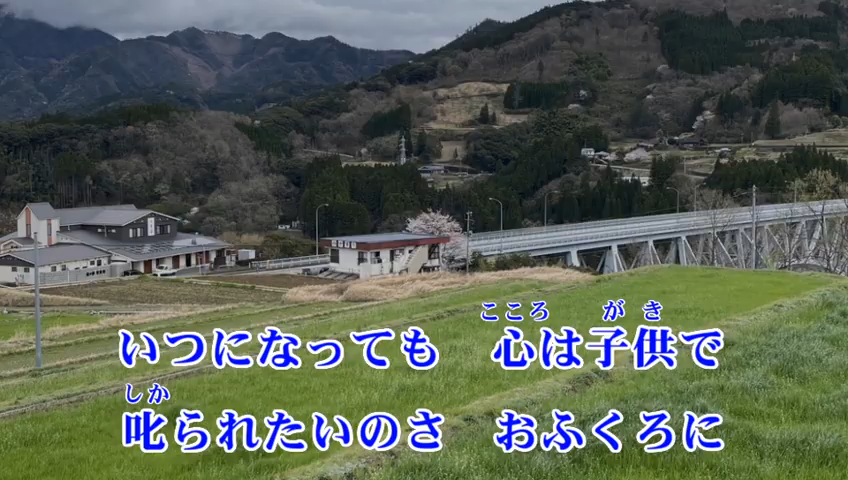 こころ がき
いつになっても 心は子供で
しか
叱られたいのさ おふくろに